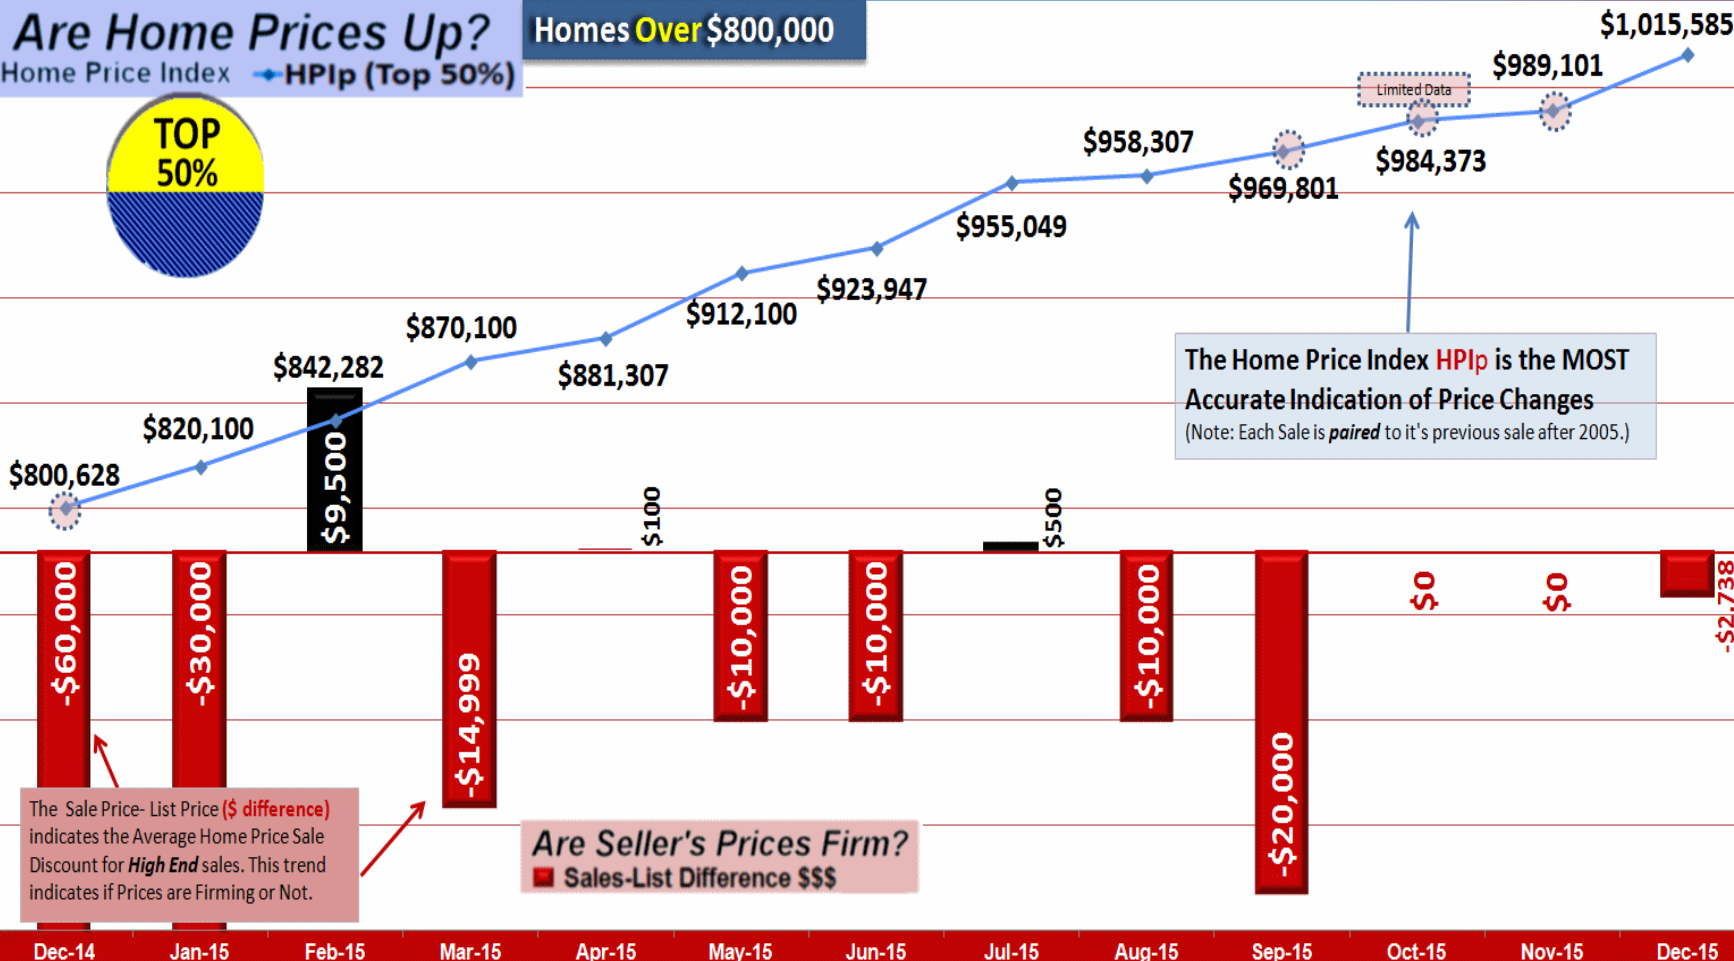 Are Home Prices Up?
Home Price Index HPIp (Top 50%)
Homes Over $800,000
TOP
50%
$800,628
$820,100
$842,282
$870,100
$881,307
$912,100
$923,947
$955,049
$958,307
$969,801
Limited Data
$984,373
$989,101
$1,015,585
The Home Price Index HPIp is the MOST
Accurate Indication of Price Changes
(Note: Each Sale is paired to it's previous sale after 2005.)
-$60,000
-$30,000
$9,500
-$14,999
$100
-$10,000
-$10,000
$500
-$10,000
-$20,000
$0
$0
-$2,738
The Sale Price- List Price ($ difference)
indicates the Average Home Price Sale
Discount for High End sales. This trend
indicates if Prices are Firming or Not.
Are Seller's Prices Firm?
Sales-List Difference $$$
Dec-14 Jan-15 Feb-15 Mar-15 Apr-15 May-15 Jun-15 Jul-15 Aug-15 Sep-15 Oct-15 Nov-15 Dec-15